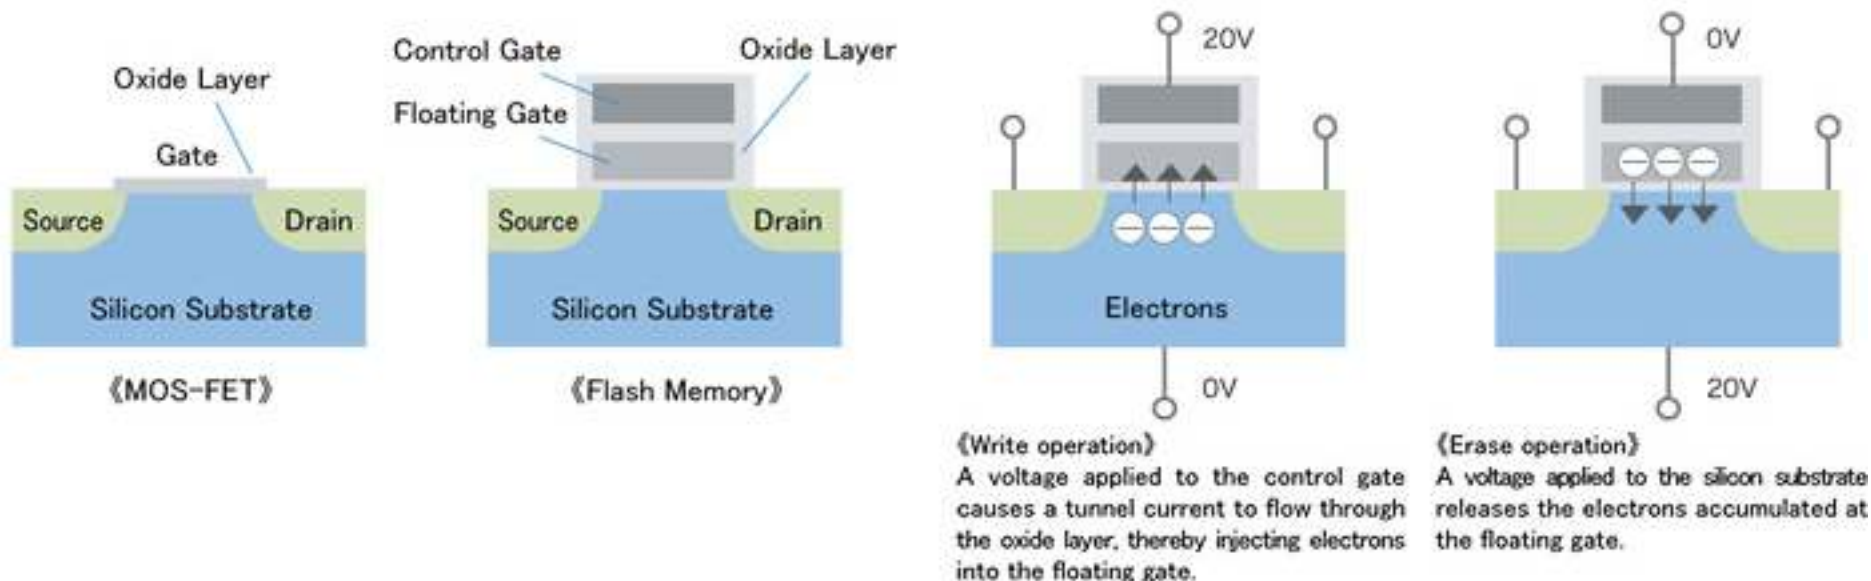 Oxide Layer
Gate
Source
Drain
Silicon Substrate
《MOS-FET》
Control Gate
Oxide Layer
Floating Gate
Source
Drain
Silicon Substrate
《Flash Memory》
20V
Electrons
0V
《Write operation》
A voltage applied to the control gate
causes a tunnel current to flow through
the oxide layer, thereby injecting electrons
into the floating gate.
0V
20V
《Erase operation》
A voltage applied to the silicon substrate
releases the electrons accumulated at
the floating gate.